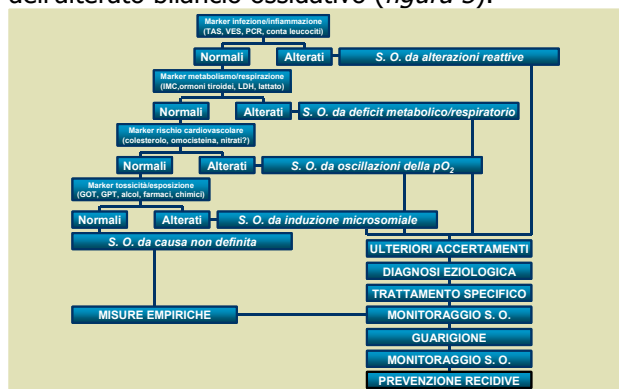 dell'alterato bilancio ossidativo (figura 5).
Marker infezione/infiammazione
(TAS, VES, PCR, conta leucociti)
Normali
Alterati
S. O. da alterazioni reattive
Marker metabolismo/respirazione
(IMC,ormoni tiroidei, LDH, lattato)
Normali
Alterati
S. O. da deficit metabolico/respiratorio
Marker rischio cardiovascolare
(colesterolo, omocisteina, nitrati?)
Normali
Alterati
S. O. da oscillazioni della pO2
Marker tossicità/esposizione
(GOT, GPT, alcol, farmaci, chimici)
Normali
Alterati
S. O. da induzione microsomiale
S. O. da causa non definita
ULTERIORI ACCERTAMENTI
DIAGNOSI EZIOLOGICA
TRATTAMENTO SPECIFICO
MISURE EMPIRICHE
MONITORAGGIO S. O.
GUARIGIONE
MONITORAGGIO S. O.
PREVENZIONE RECIDIVE